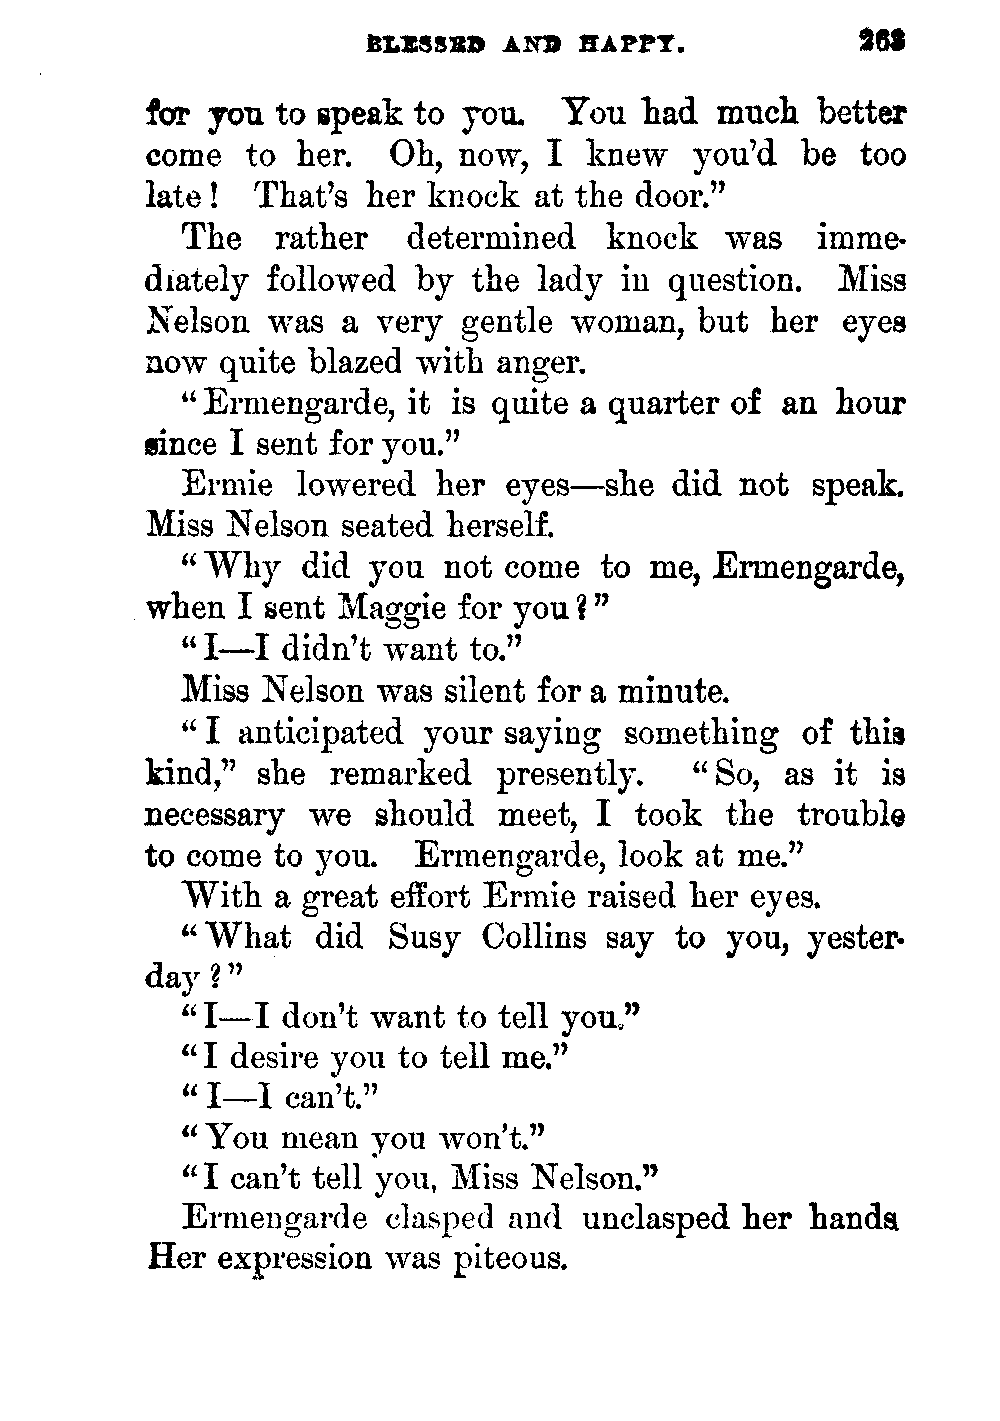 BLESSED AND HAPPY. 263
for you to speak to you. You had much better
come to her. Oh, now, I knew you'd be too
late! That's her knock at the door."
The rather determined knock was imme-
diately followed by the lady in question. Miss
Nelson was a very gentle woman, but her eyes
now quite blazed with anger.
"Ermengarde, it is quite a quarter of an hour
since I sent for you."
Ermie lowered her eyes—she did not speak.
Miss Nelson seated herself.
"Why did you not come to me, Ermengarde,
when I sent Maggie for you?"
"I—I didn't want to."
Miss Nelson was silent for a minute.
"I anticipated your saying something of this
kind," she remarked presently. "So, as it is
necessary we should meet, I took the trouble
to come to you. Ermengarde, look at me."
With a great effort Ermie raised her eyes.
"What did Susy Collins say to you, yester-
day?"
"I—I don't want to tell you."
"I desire you to tell me."
"I—I can't."
"You mean you won't."
"I can't tell you, Miss Nelson."
Ermengarde clasped and unclasped her hands
Her expression was piteous.